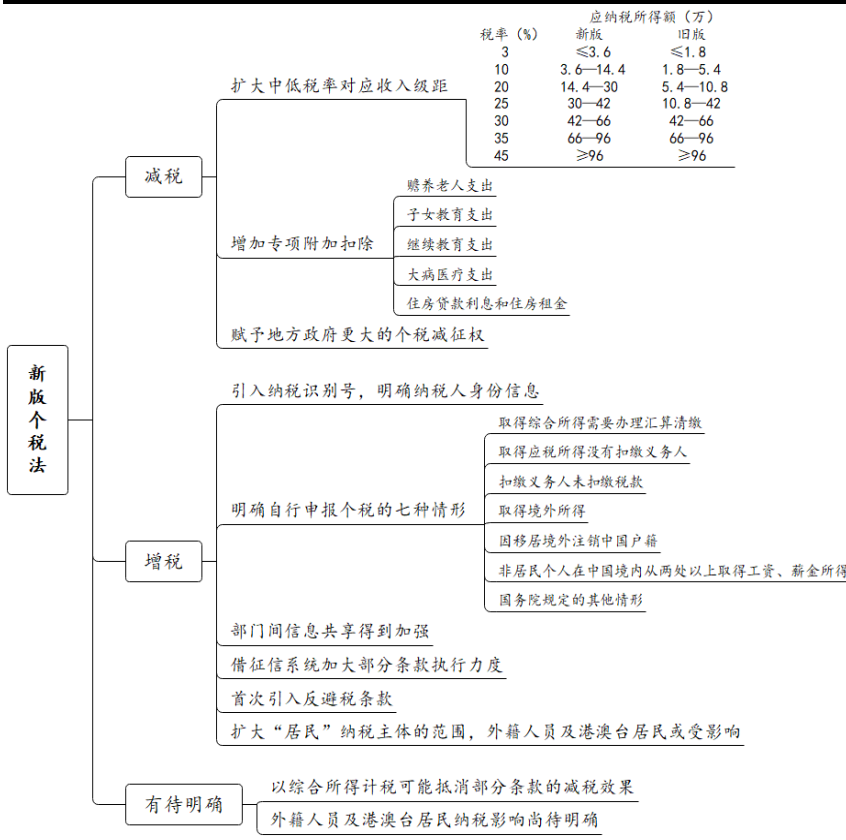 应纳税所得额（万）
税率（%） 新版 旧版
3 ≤3.6 ≤1.8
10 3.6—14.4 1.8—5.4
20 14.4—30 5.4—10.8
25 30—42 10.8—42
30 42—66 42—66
35 66—96 66—96
45 ≥96 ≥96
扩大中低税率对应收入级距
减税
赡养老人支出
子女教育支出
增加专项附加扣除
继续教育支出
大病医疗支出
住房贷款利息和住房租金
赋予地方政府更大的个税减征权
新版个税法
引入纳税识别号，明确纳税人身份信息
取得综合所得需要办理汇算清缴
取得应税所得没有扣缴义务人
扣缴义务人未扣缴税款
明确自行申报个税的七种情形
取得境外所得
因移居境外注销中国户籍
增税
非居民个人在中国境内从两处以上取得工资、薪金所得
国务院规定的其他情形
部门间信息共享得到加强
借征信系统加大部分条款执行力度
首次引入反避税条款
扩大“居民”纳税主体的范围，外籍人员及港澳台居民或受影响
有待明确
以综合所得计税可能抵消部分条款的减税效果
外籍人员及港澳台居民纳税影响尚待明确